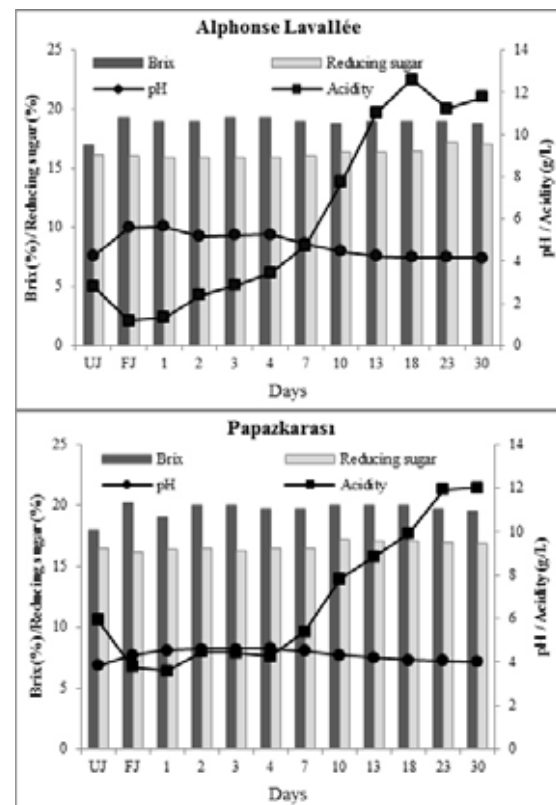 Alphonse Lavallée
Brix
Reducing sugar
pH
Acidity
25
20
15
10
5
0
14
12
10
8
6
4
2
0
Brix (%) / Reducing sugar (%)
pH / Acidity (g/L)
UJ FJ 1 2 3 4 7 10 13 18 23 30
Days
Papazkarası
Brix
Reducing sugar
pH
Acidity
25
20
15
10
5
0
14
12
10
8
6
4
2
0
Brix (%) / Reducing sugar (%)
pH / Acidity (g/L)
UJ FJ 1 2 3 4 7 10 13 18 23 30
Days